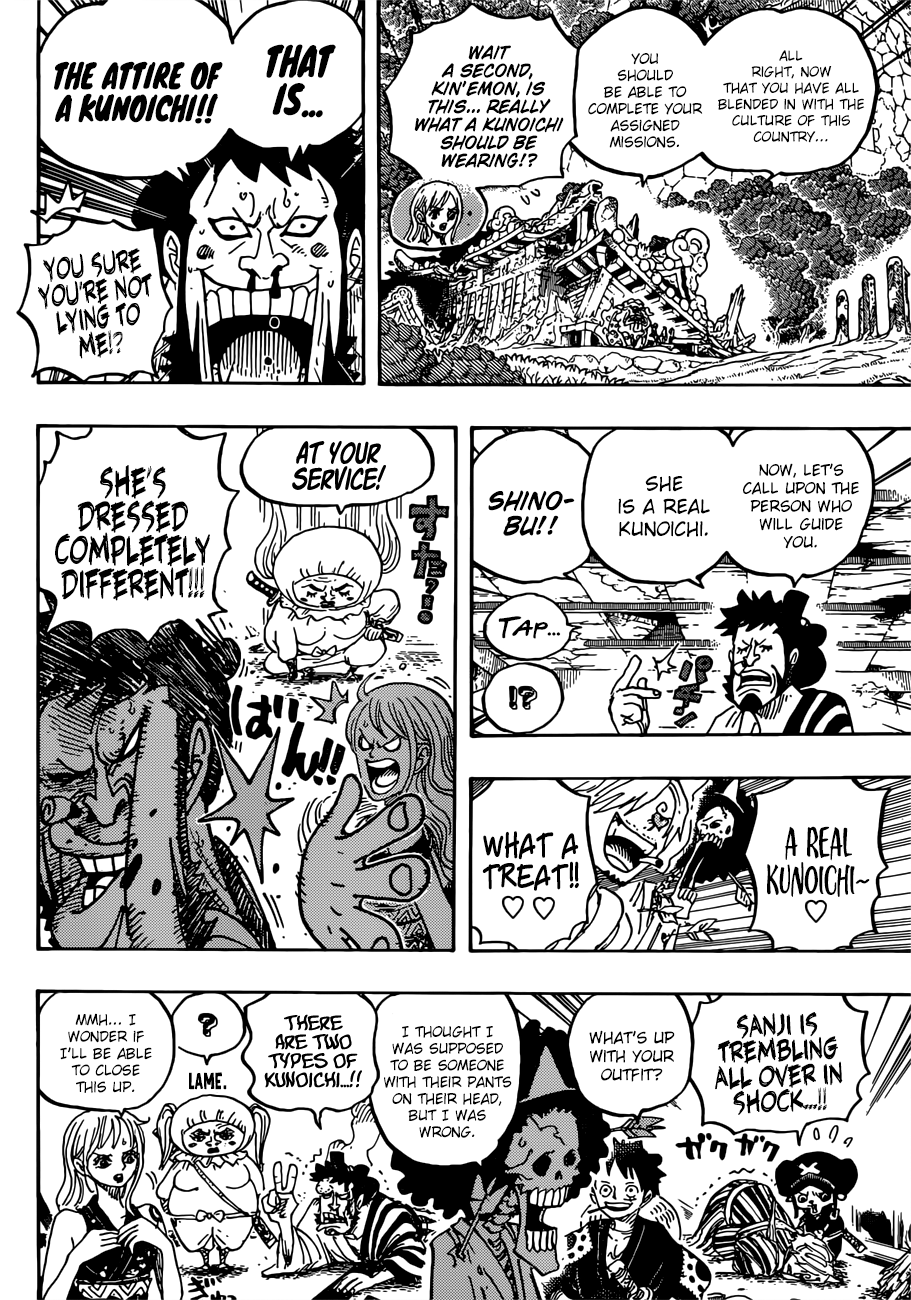 ALL
RIGHT, NOW
THAT YOU HAVE ALL
BLENDED IN WITH THE
CULTURE OF THIS
COUNTRY...
YOU
SHOULD
BE ABLE TO
COMPLETE YOUR
ASSIGNED
MISSIONS.
WAIT
A SECOND,
KIN'EMON, IS
THIS... REALLY
WHAT A KUNOICHI
SHOULD BE
WEARING!?
THAT
IS...
THE ATTIRE OF
A KUNOICHI!!
YOU SURE
YOU'RE NOT
LYING TO
ME!?
NOW, LET'S
CALL UPON THE
PERSON WHO
WILL GUIDE
YOU.
SHE
IS A REAL
KUNOICHI.
SHINO-
BU!!
パチン
TAP...
!?
A REAL
KUNOICHI~
♡
WHAT A
TREAT!!
♡ ♡
AT YOUR
SERVICE!
すたっ!
SHE'S
DRESSED
COMPLETELY
DIFFERENT!!!
ばん!!
SANJI IS
TREMBLING
ALL OVER IN
SHOCK...!!
ガクガク
WHAT'S UP
WITH YOUR
OUTFIT?
I THOUGHT I
WAS SUPPOSED
TO BE SOMEONE
WITH THEIR PANTS
ON THEIR HEAD,
BUT I WAS
WRONG.
THERE
ARE TWO
TYPES OF
KUNOICHI...!!
?
LAME.
MMH... I
WONDER IF
I'LL BE ABLE
TO CLOSE
THIS UP.